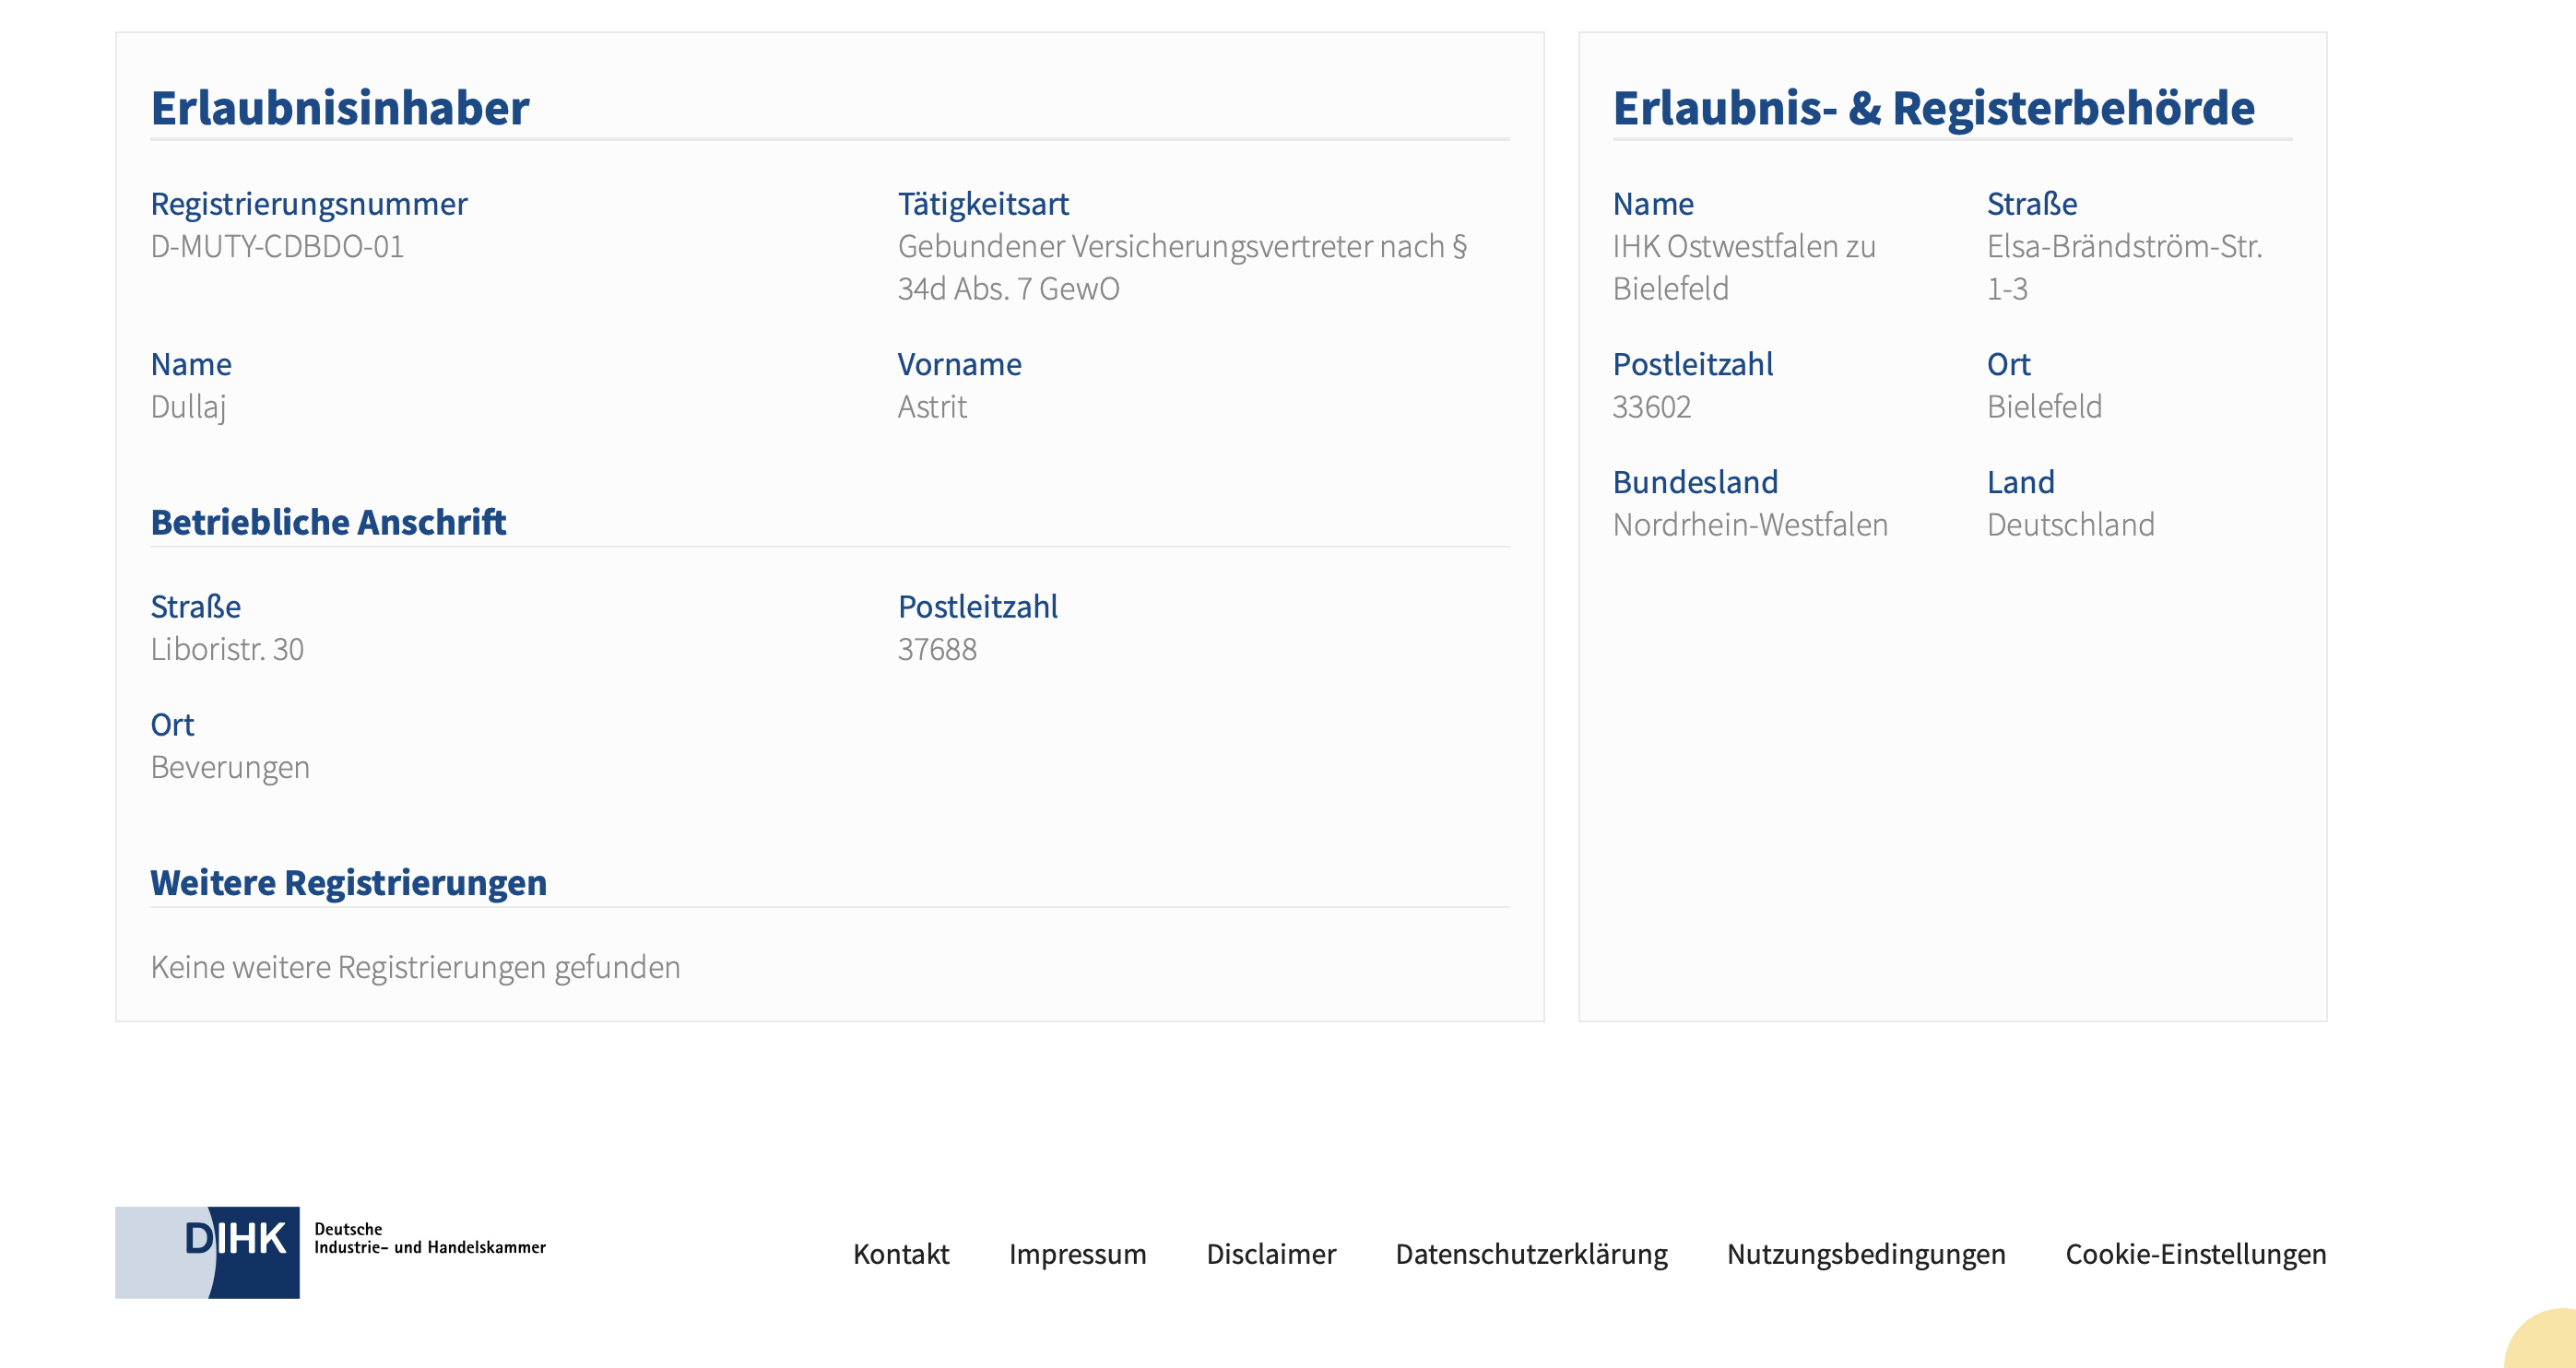 Erlaubnisinhaber
Registrierungsnummer
D-MUTY-CDBDO-01
Tätigkeitsart
Gebundener Versicherungsvertreter nach §
34d Abs. 7 GewO
Name
Dullaj
Vorname
Astrit
Betriebliche Anschrift
Straße
Liboristr. 30
Postleitzahl
37688
Ort
Beverungen
Weitere Registrierungen
Keine weitere Registrierungen gefunden
Erlaubnis- & Registerbehörde
Name
IHK Ostwestfalen zu
Bielefeld
Straße
Elsa-Brändström-Str.
1-3
Postleitzahl
33602
Ort
Bielefeld
Bundesland
Nordrhein-Westfalen
Land
Deutschland
DIHK
Deutsche
Industrie- und Handelskammer
Kontakt
Impressum
Disclaimer
Datenschutzerklärung
Nutzungsbedingungen
Cookie-Einstellungen